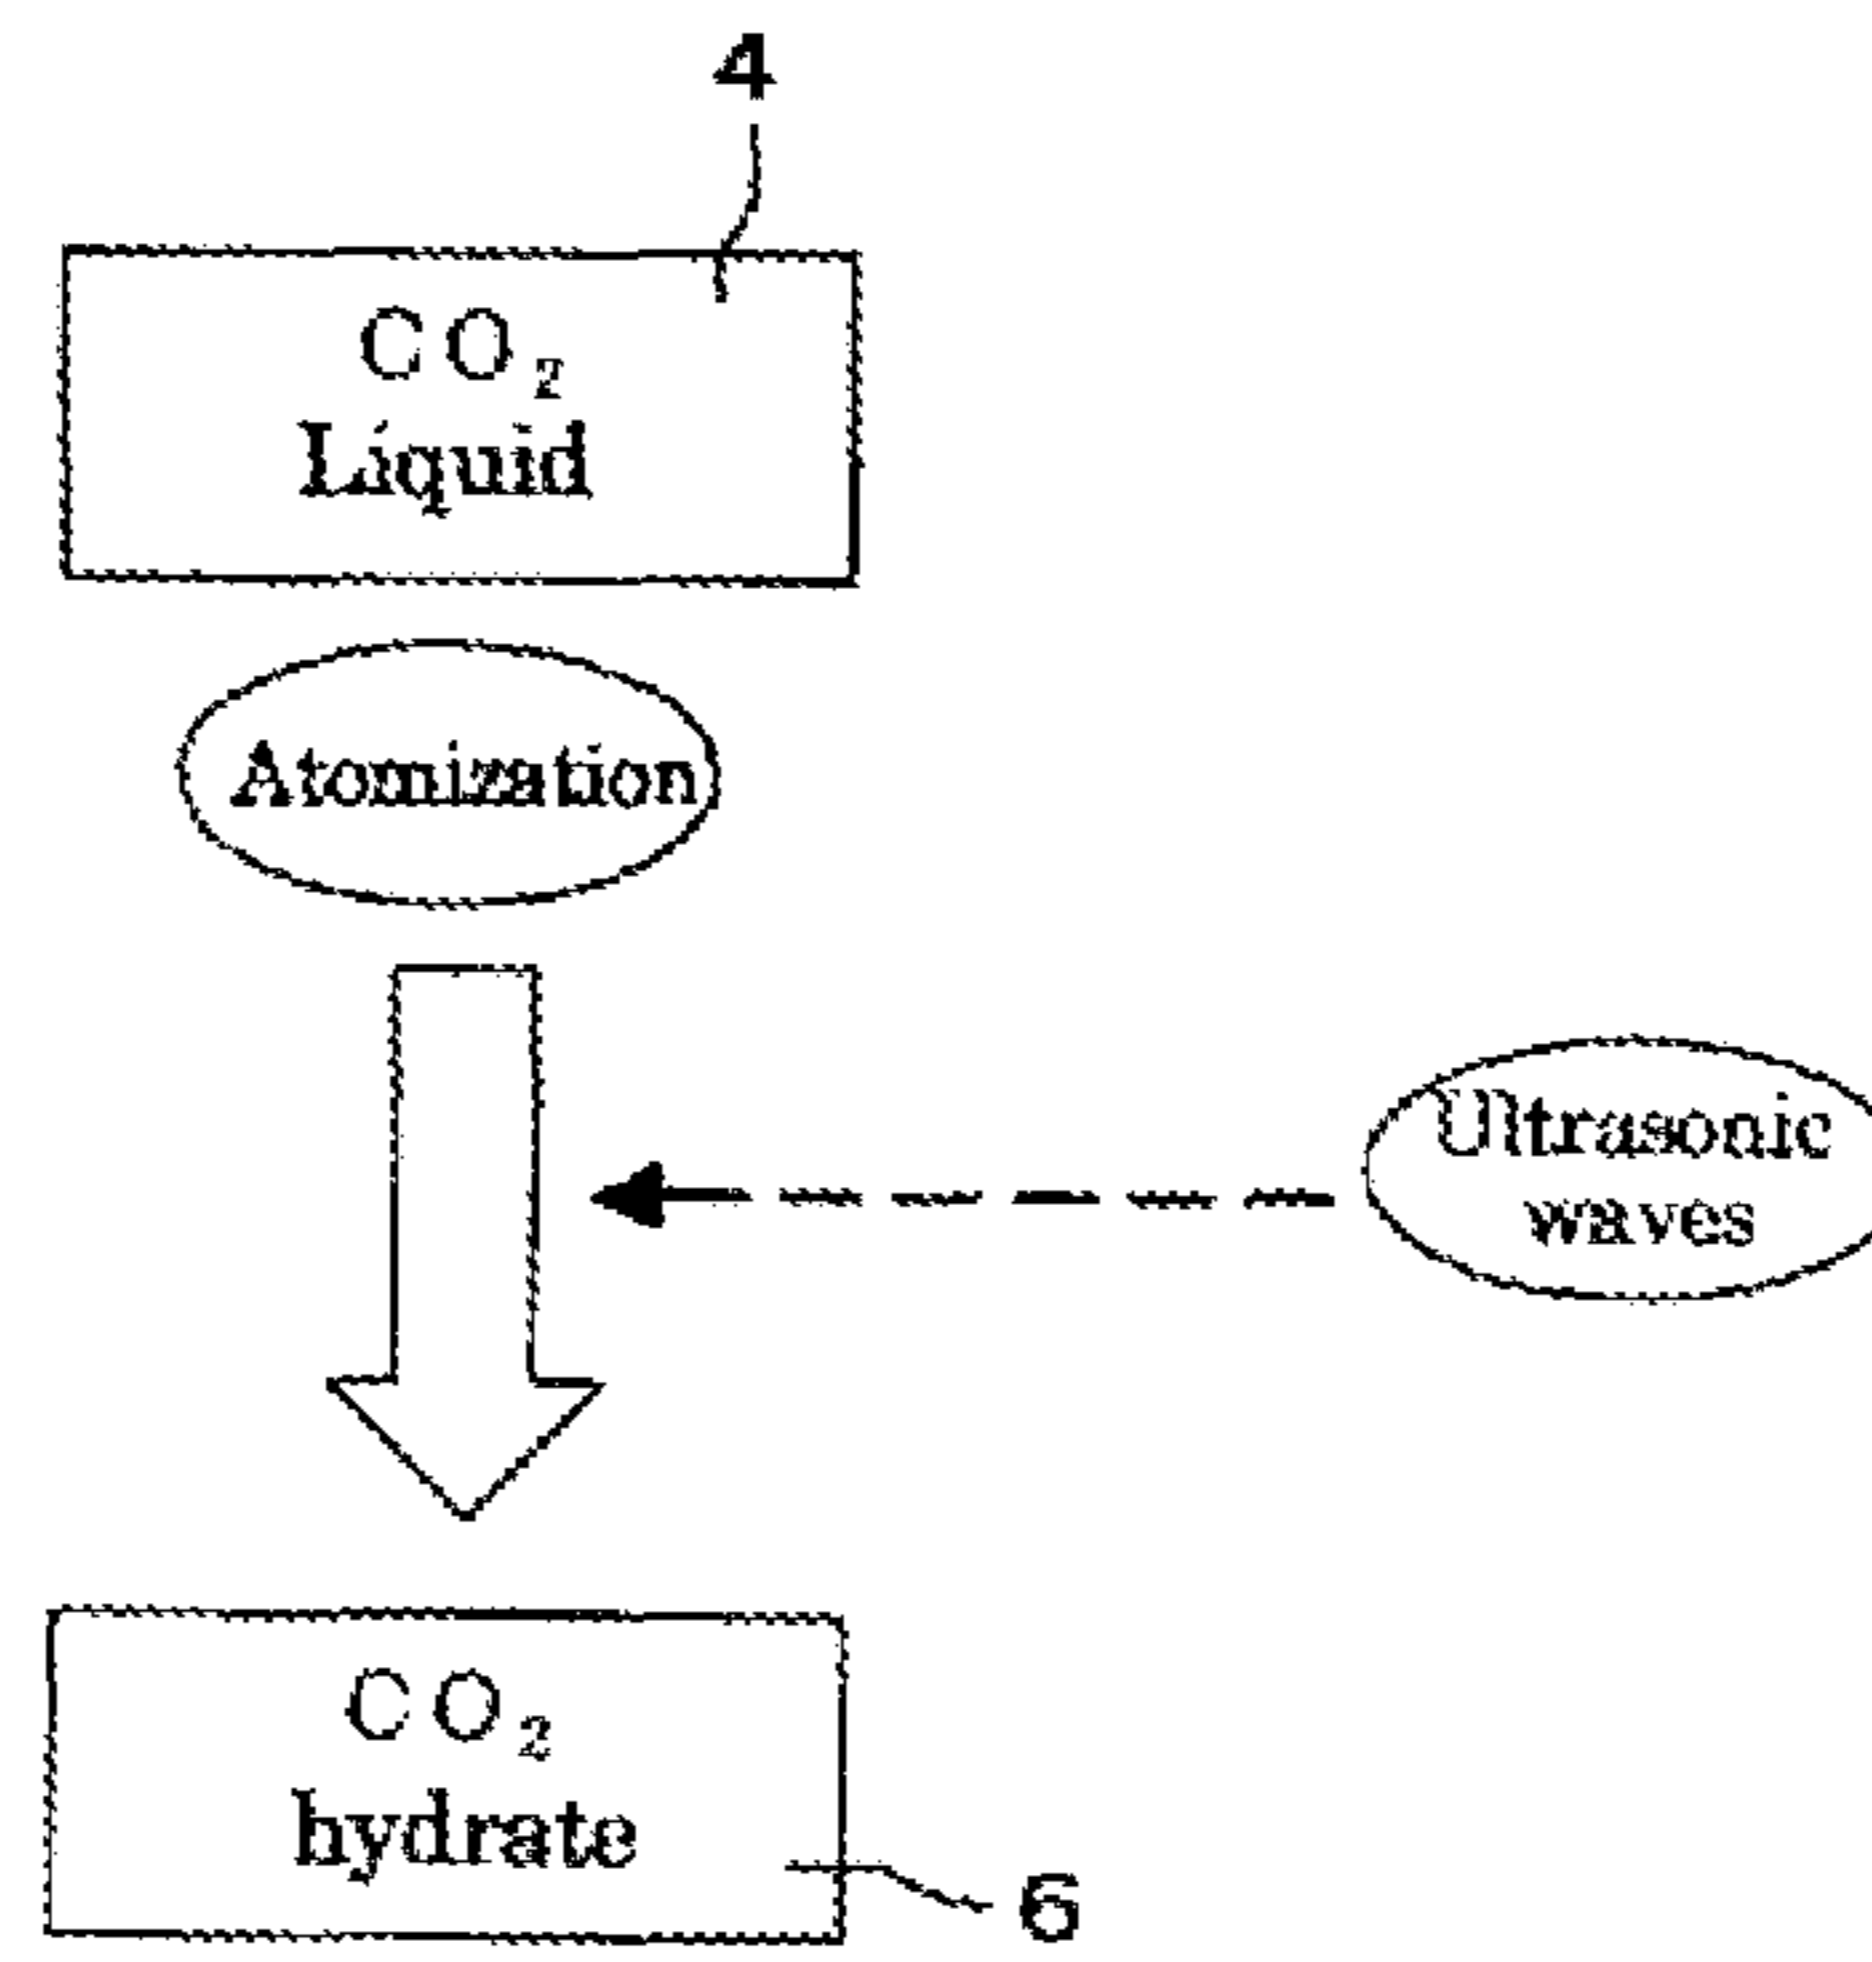 4
CO₂
Liquid
Atomization
Ultrasonic
waves
CO₂
hydrate
6